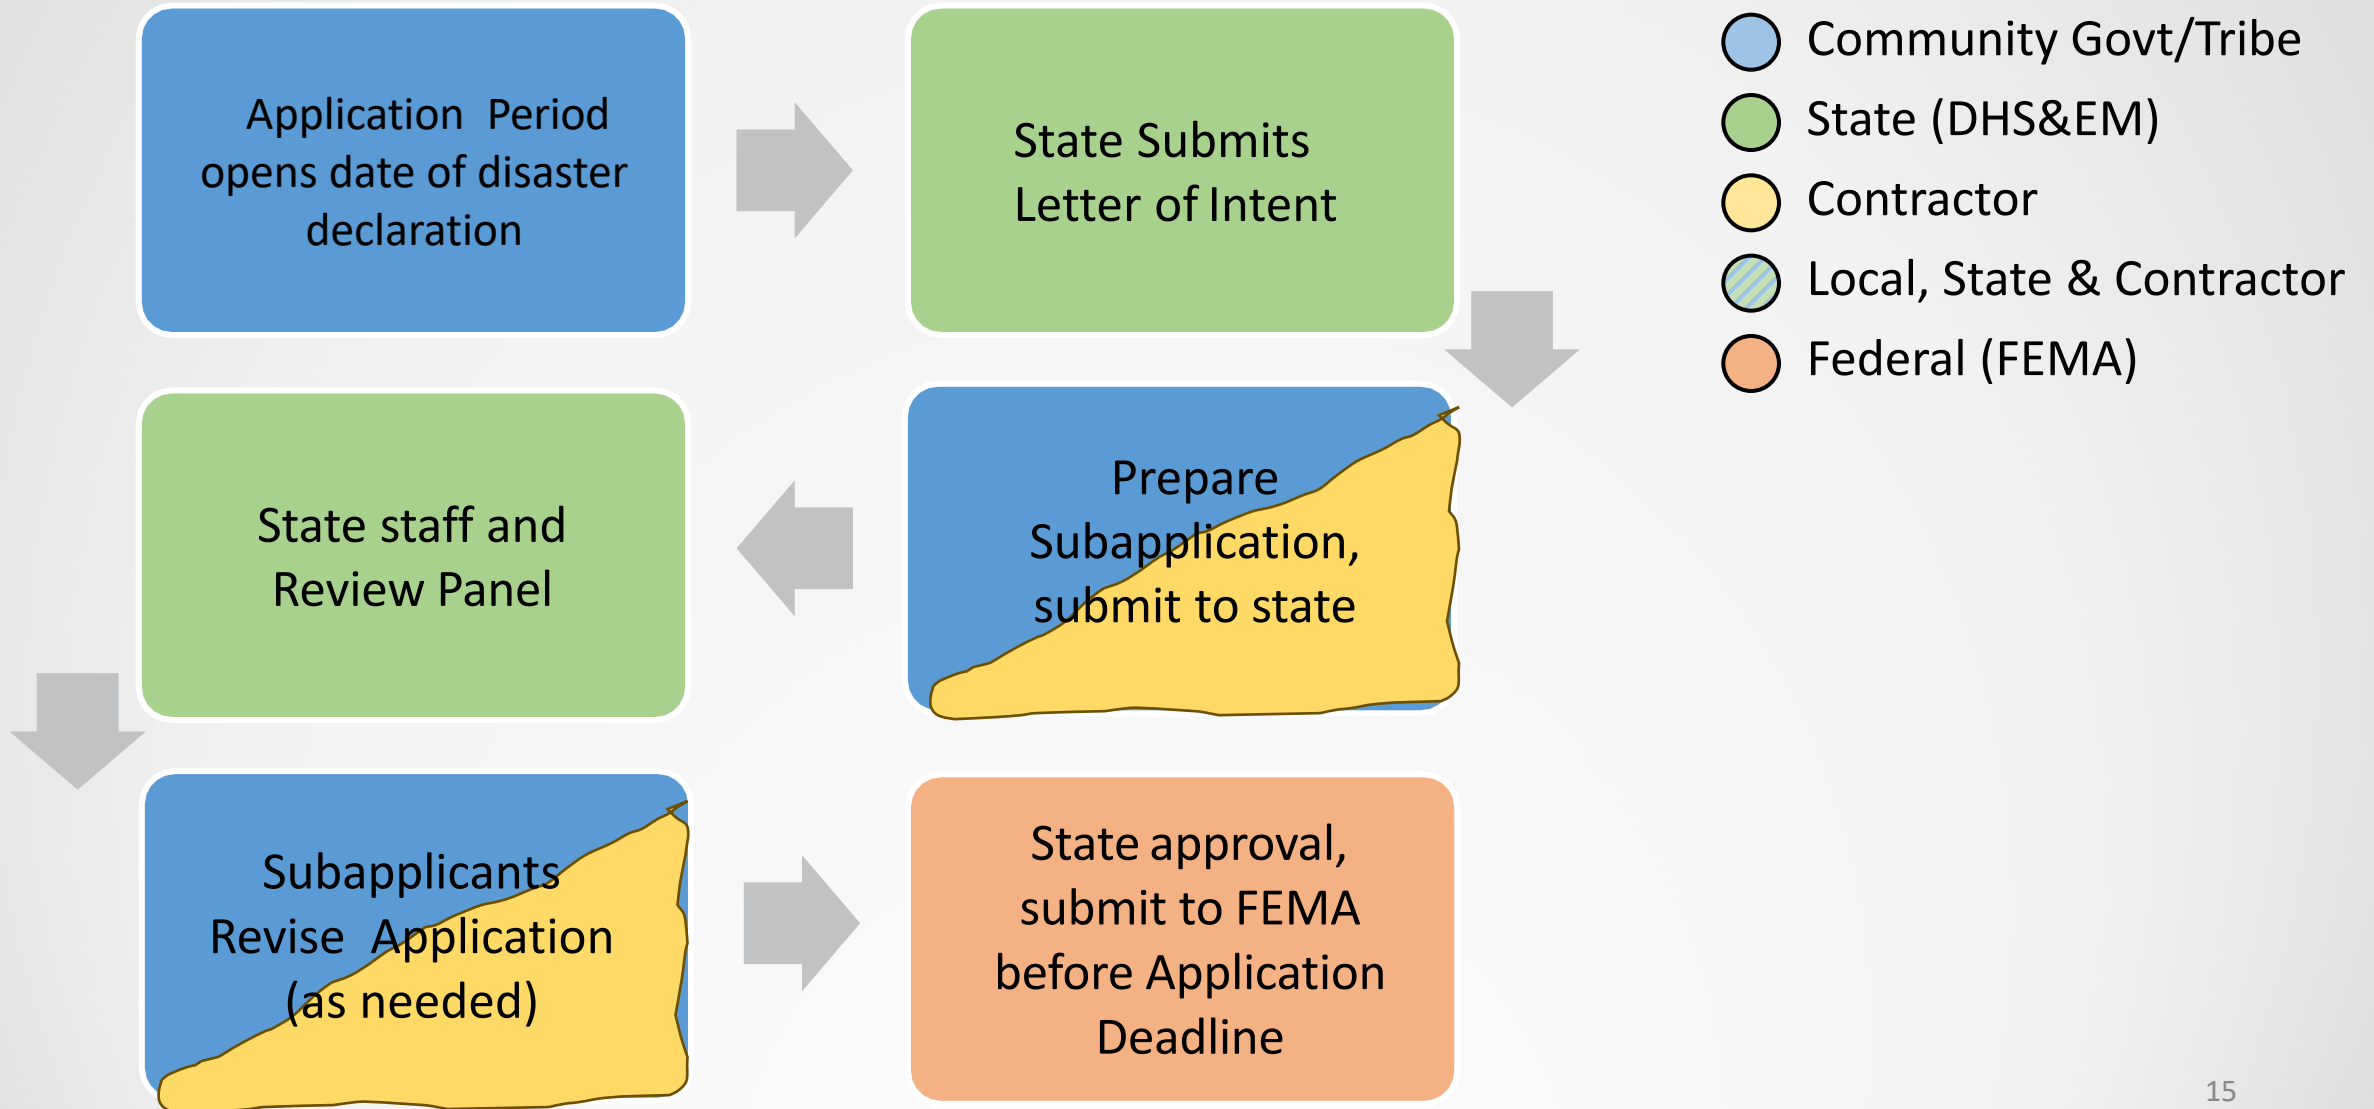 Application  Period
opens date of disaster
declaration
State Submits
Letter of Intent
Prepare
Subapplication,
submit to state
State staff and
Review Panel
Subapplicants
Revise  Application
(as needed)
State approval,
submit to FEMA
before Application
Deadline
Community Govt/Tribe
State (DHS&EM)
Contractor
Local, State & Contractor
Federal (FEMA)
15